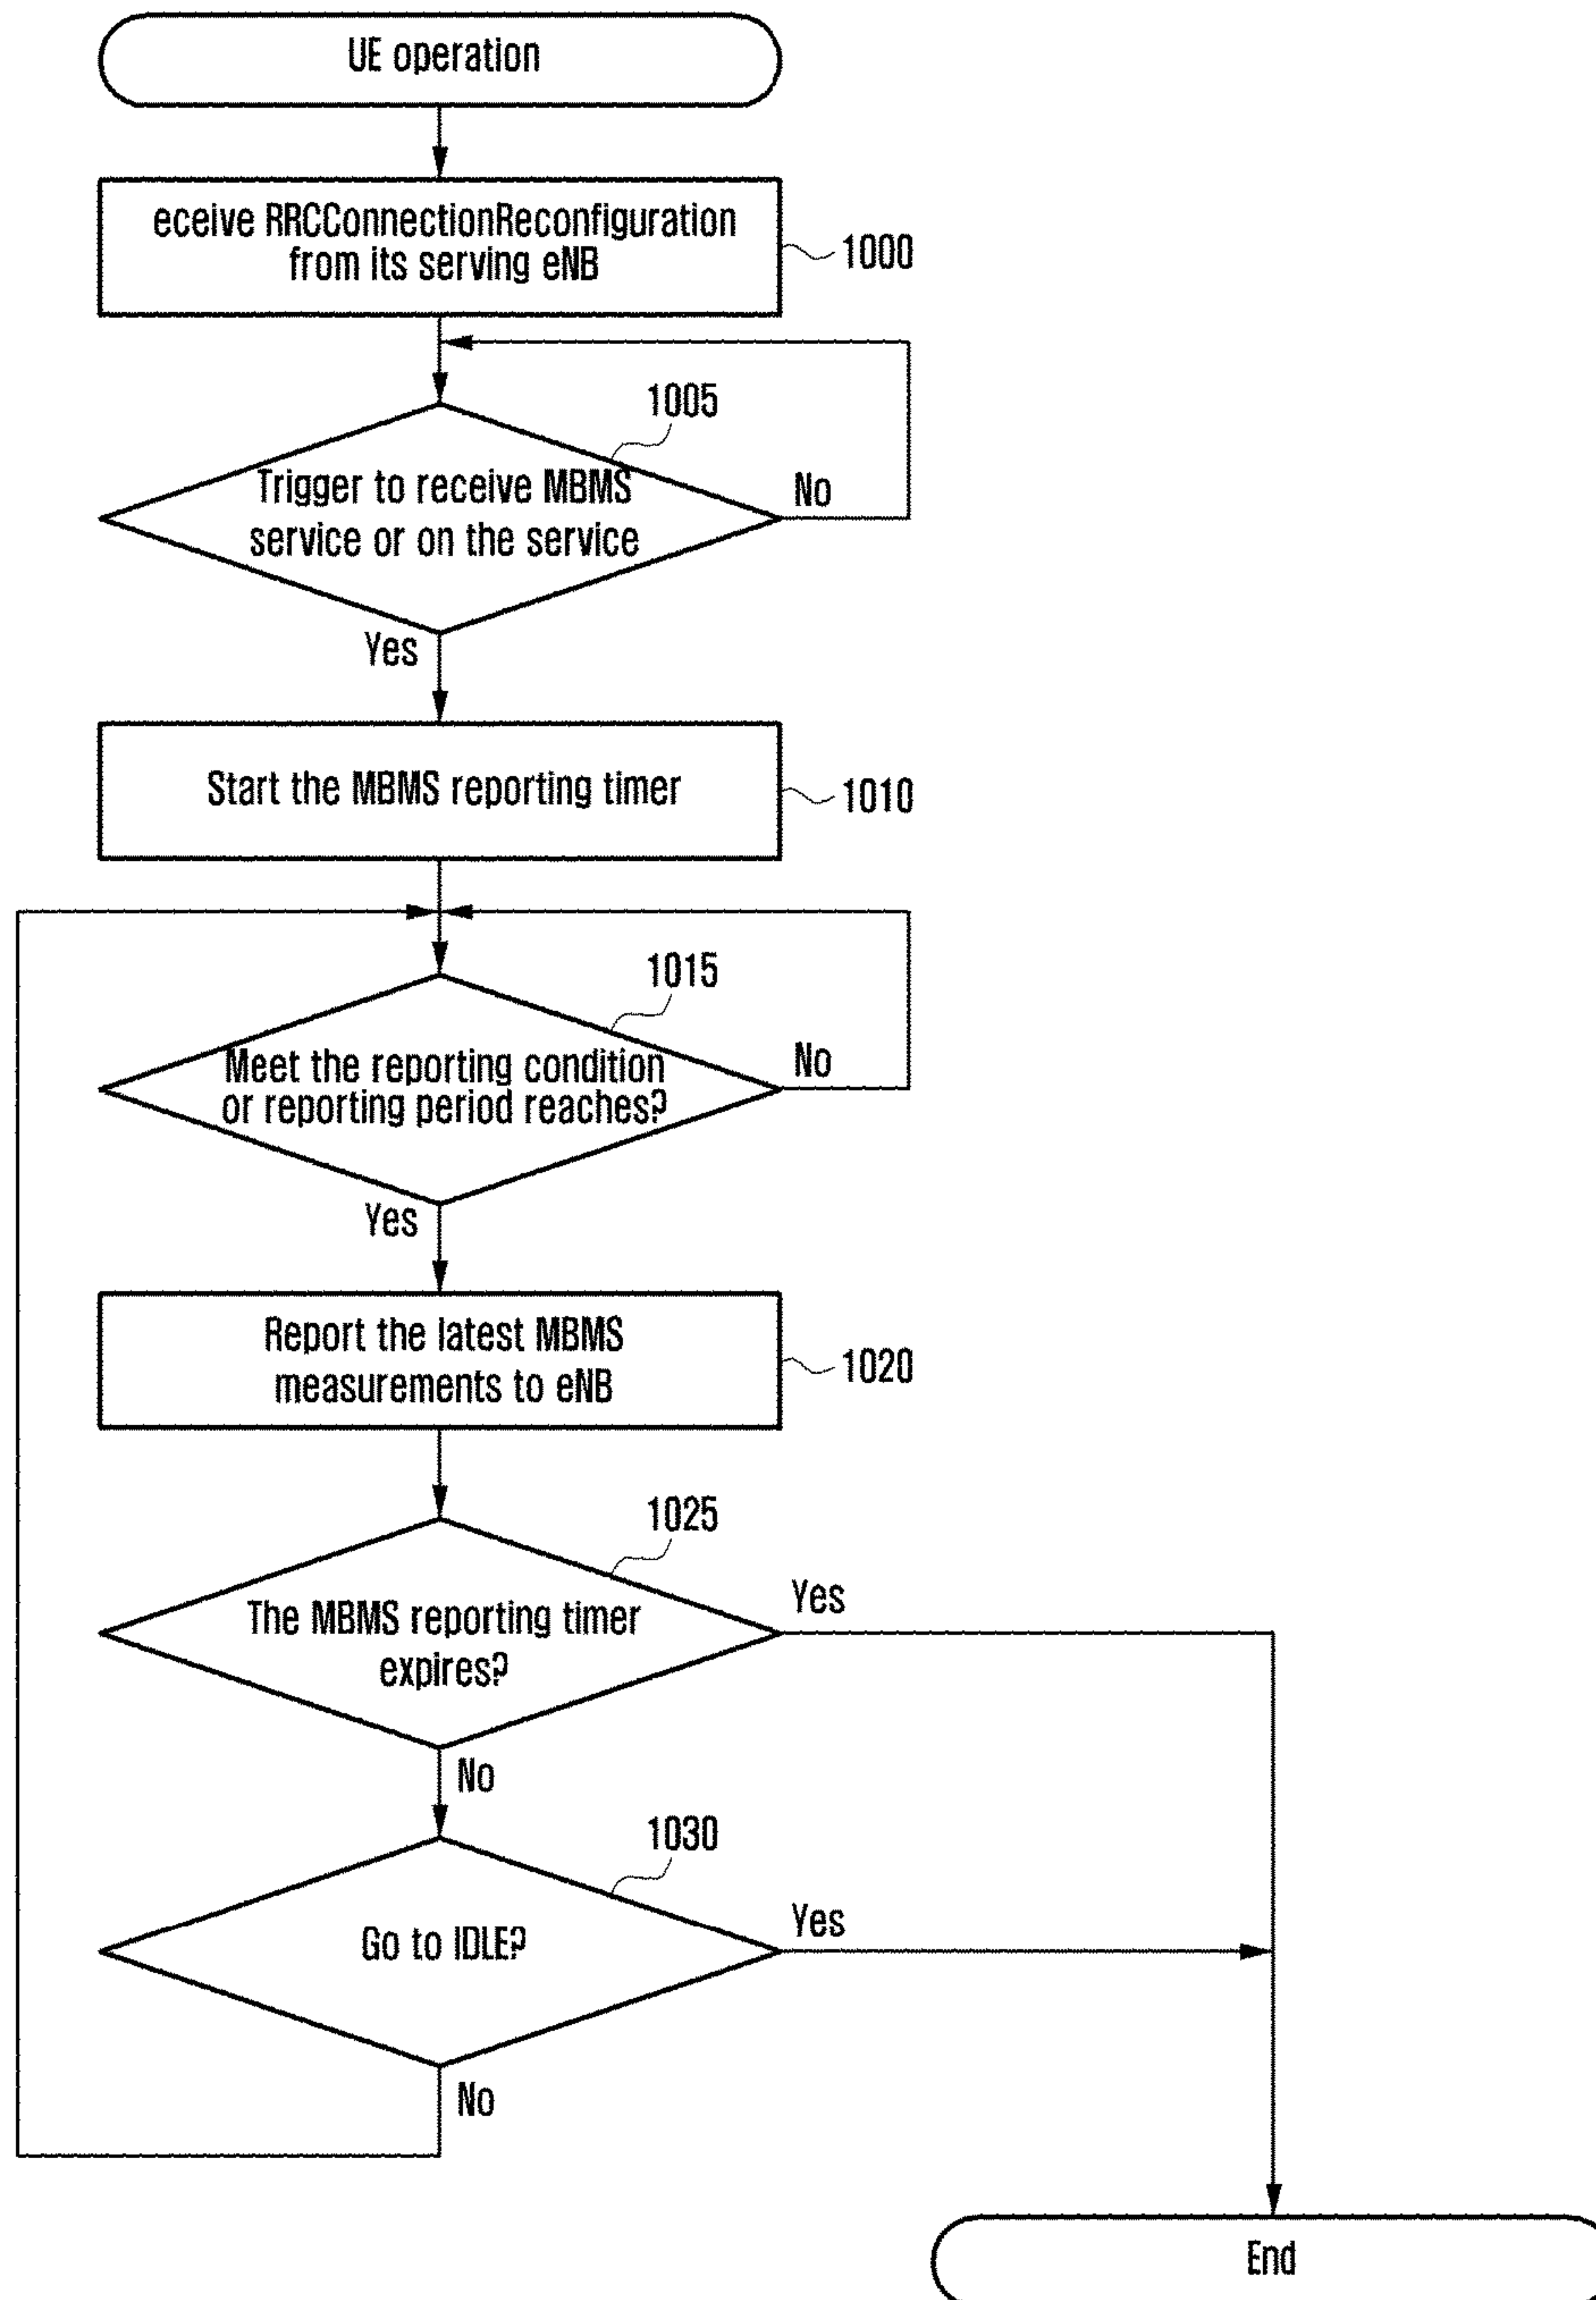 UE operation
eceive RRCConnectionReconfiguration
from its serving eNB
1000
1005
Trigger to receive MBMS
service or on the service
No
Yes
Start the MBMS reporting timer
1010
1015
Meet the reporting condition
or reporting period reaches?
No
Yes
Report the latest MBMS
measurements to eNB
1020
1025
The MBMS reporting timer
expires?
Yes
No
1030
Go to IDLE?
Yes
No
End